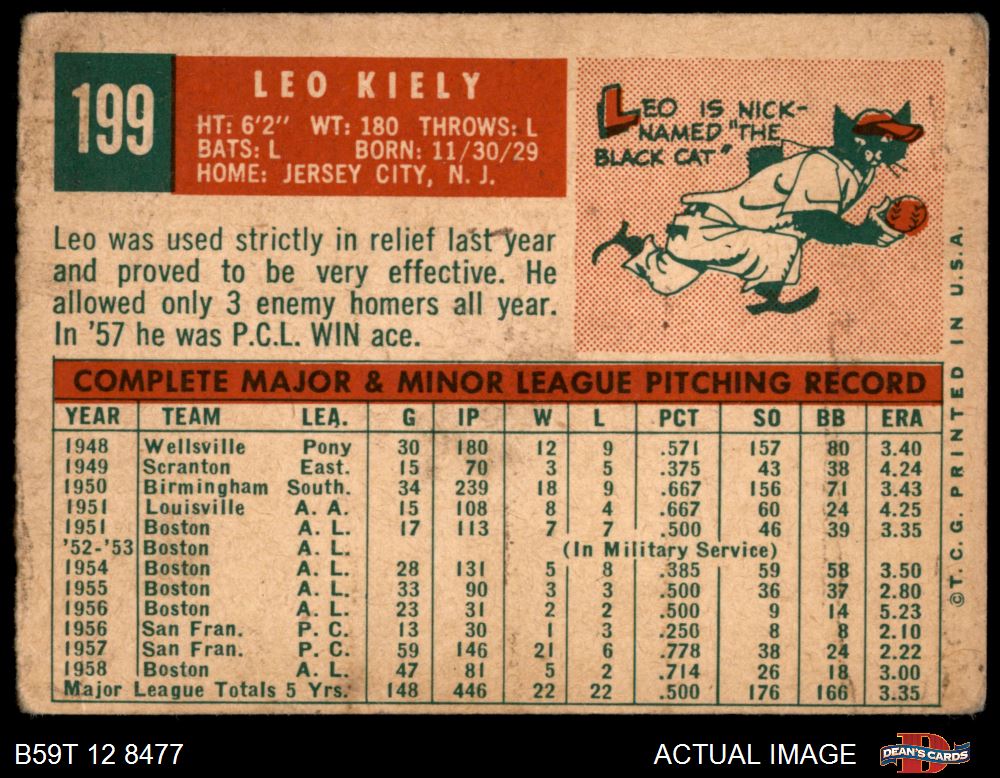 199
LEO KIELY
HT: 6'2" WT: 180 THROWS: L
BATS: L BORN: 11/30/29
HOME: JERSEY CITY, N. J.
LEO IS NICK-
NAMED "THE
BLACK CAT"
Leo was used strictly in relief last year
and proved to be very effective. He
allowed only 3 enemy homers all year.
In '57 he was P.C.L. WIN ace.
COMPLETE MAJOR & MINOR LEAGUE PITCHING RECORD
YEAR TEAM LEA. G IP W L PCT SO BB ERA
1948 Wellsville Pony 30 180 12 9 .571 157 80 3.40
1949 Scranton East. 15 70 3 5 .375 43 38 4.24
1950 Birmingham South. 34 239 18 9 .667 156 71 3.43
1951 Louisville A. A. 15 108 8 4 .667 60 24 4.25
1951 Boston A. L. 17 113 7 7 .500 46 39 3.35
'52-'53 Boston A. L. (In Military Service)
1954 Boston A. L. 28 131 5 8 .385 59 58 3.50
1955 Boston A. L. 33 90 3 3 .500 36 37 2.80
1956 Boston A. L. 23 31 2 2 .500 9 14 5.23
1956 San Fran. P. C. 13 30 1 3 .250 8 8 2.10
1957 San Fran. P. C. 59 146 21 6 .778 38 24 2.22
1958 Boston A. L. 47 81 5 2 .714 26 18 3.00
Major League Totals 5 Yrs. 148 446 22 22 .500 176 166 3.35
©T. C. G. PRINTED IN U.S.A.
B59T 12 8477
ACTUAL IMAGE
DEAN'S CARDS